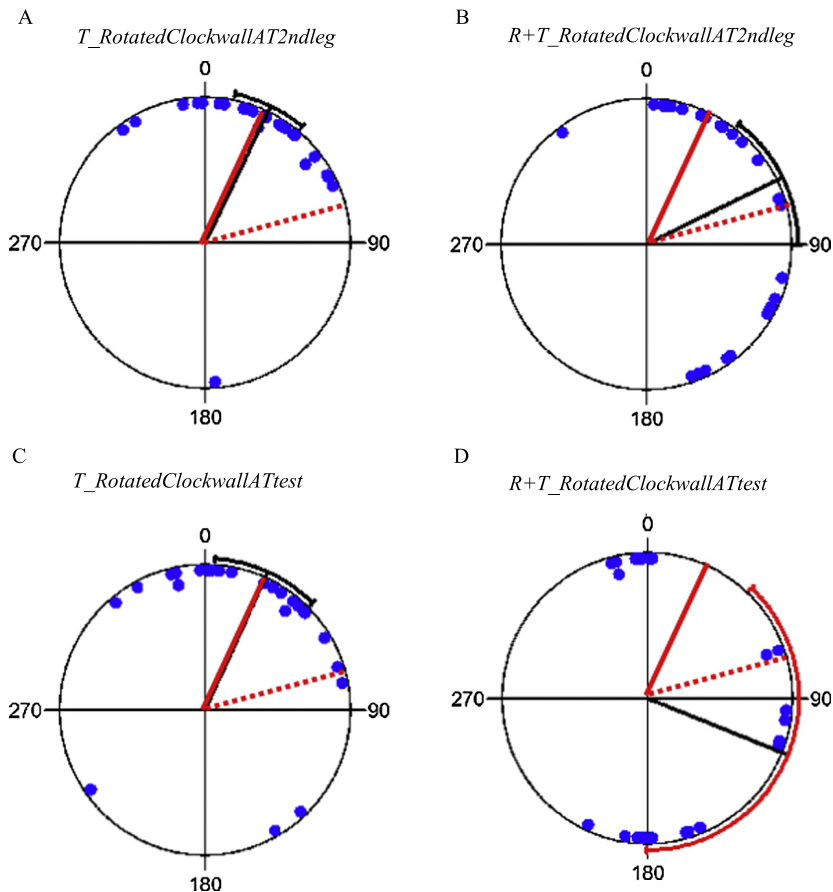 A
T_RotatedClockwallAT2ndleg
0
270
90
180
B
R+T_RotatedClockwallAT2ndleg
0
270
90
180
C
T_RotatedClockwallATtest
0
270
90
180
D
R+T_RotatedClockwallATtest
0
270
90
180